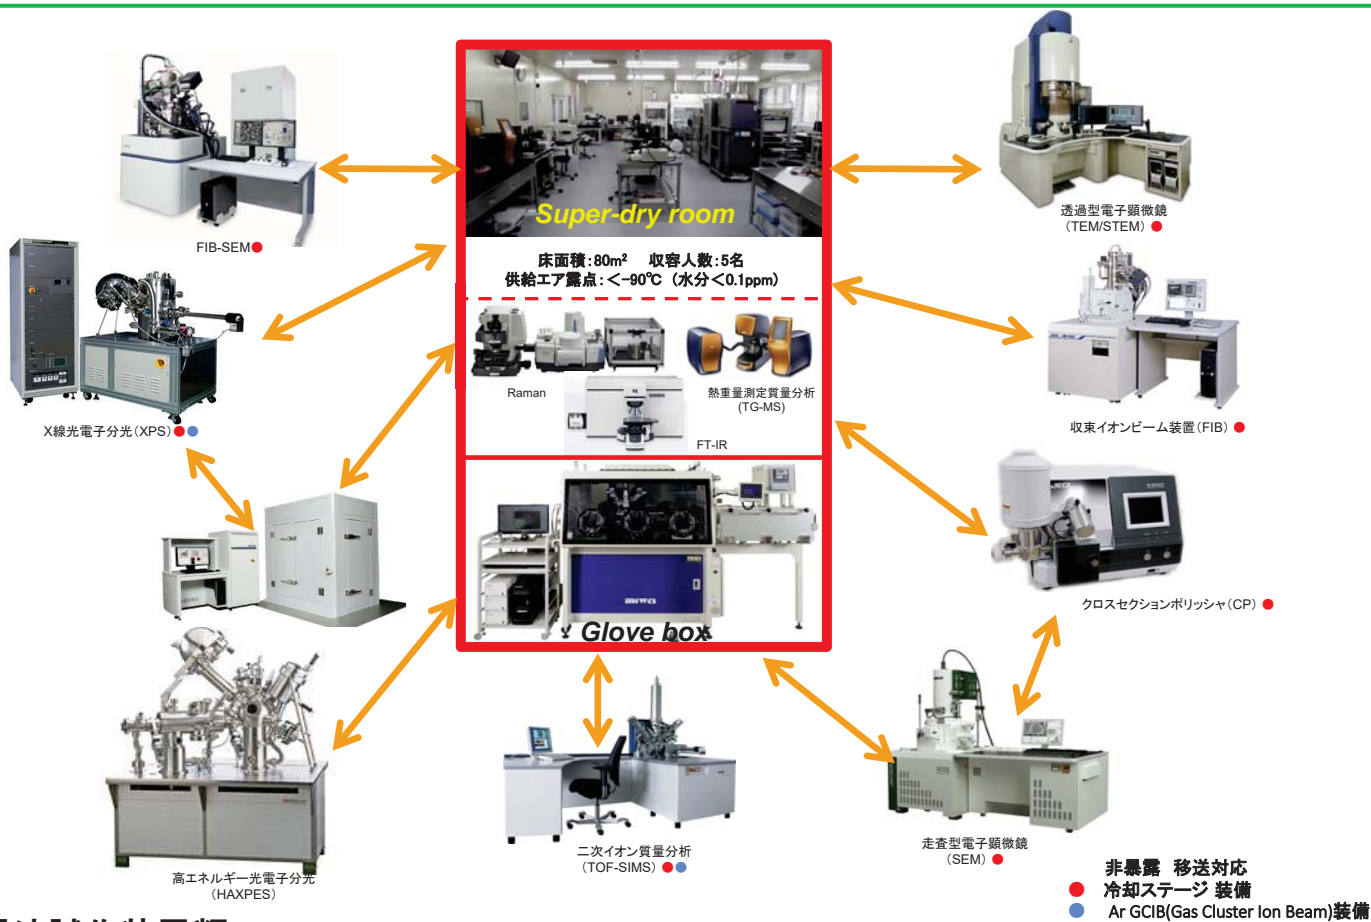 Super-dry room
床面積：80m² 収容人数：5名
供給エア露点：＜-90℃（水分＜0.1ppm）
FIB-SEM●
透過型電子顕微鏡
（TEM/STEM）●
X線光電子分光（XPS）●●
Raman
熱重量測定質量分析
(TG-MS)
FT-IR
収束イオンビーム装置（FIB）●
JEOL
クロスセクションポリッシャ（CP）●
miwa
Glove box
高エネルギー光電子分光
（HAXPES）
二次イオン質量分析
（TOF-SIMS）●●
走査型電子顕微鏡
（SEM）●
非暴露 移送対応
● 冷却ステージ 装備
● Ar GCIB(Gas Cluster Ion Beam)装備